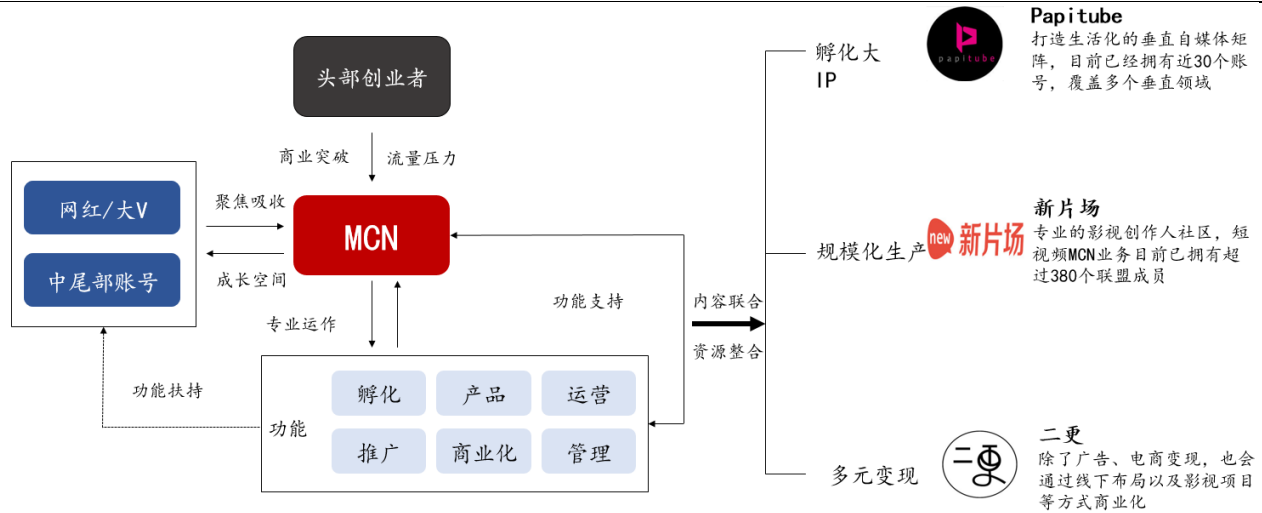 头部创业者
商业突破
流量压力
网红/大V
中尾部账号
聚焦吸收
成长空间
MCN
专业运作
功能支持
功能扶持
功能
孵化
产品
运营
推广
商业化
管理
内容联合
资源整合
孵化大
IP
papitube
Papitube
打造生活化的垂直自媒体矩
阵，目前已经拥有近30个账
号，覆盖多个垂直领域
规模化生产
new
新片场
新片场
专业的影视创作人社区，短
视频MCN业务目前已拥有超
过380个联盟成员
多元变现
二更
二更
除了广告、电商变现，也会
通过线下布局以及影视项目
等方式商业化